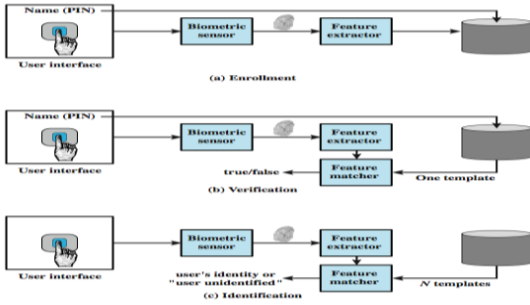 Name (PIN)
Biometric
sensor
Feature
extractor
User interface
(a) Enrollment
Name (PIN)
Biometric
sensor
Feature
extractor
User interface
true/false
Feature
matcher
One template
(b) Verification
Biometric
sensor
Feature
extractor
User interface
user's identity or
"user unidentified"
Feature
matcher
N templates
(c) Identification